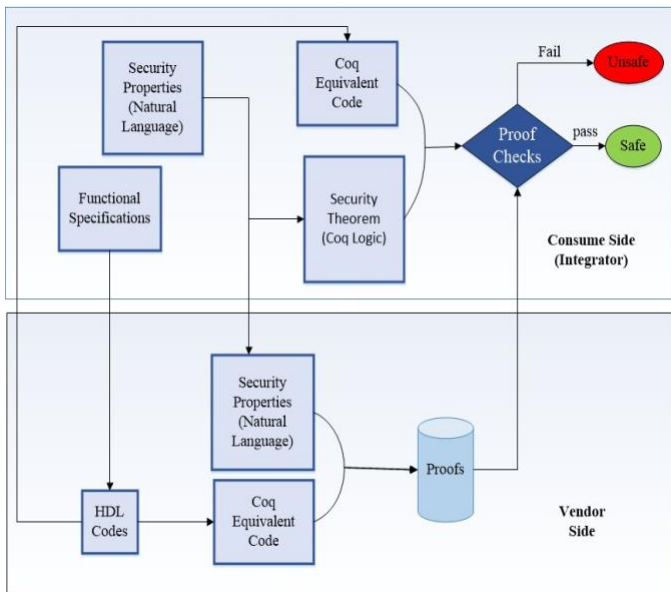 Security
Properties
(Natural
Language)
Coq
Equivalent
Code
Fail
Unsafe
Proof
Checks
pass
Safe
Functional
Specifications
Security
Theorem
(Coq Logic)
Consume Side
(Integrator)
Security
Properties
(Natural
Language)
Proofs
HDL
Codes
Coq
Equivalent
Code
Vendor
Side